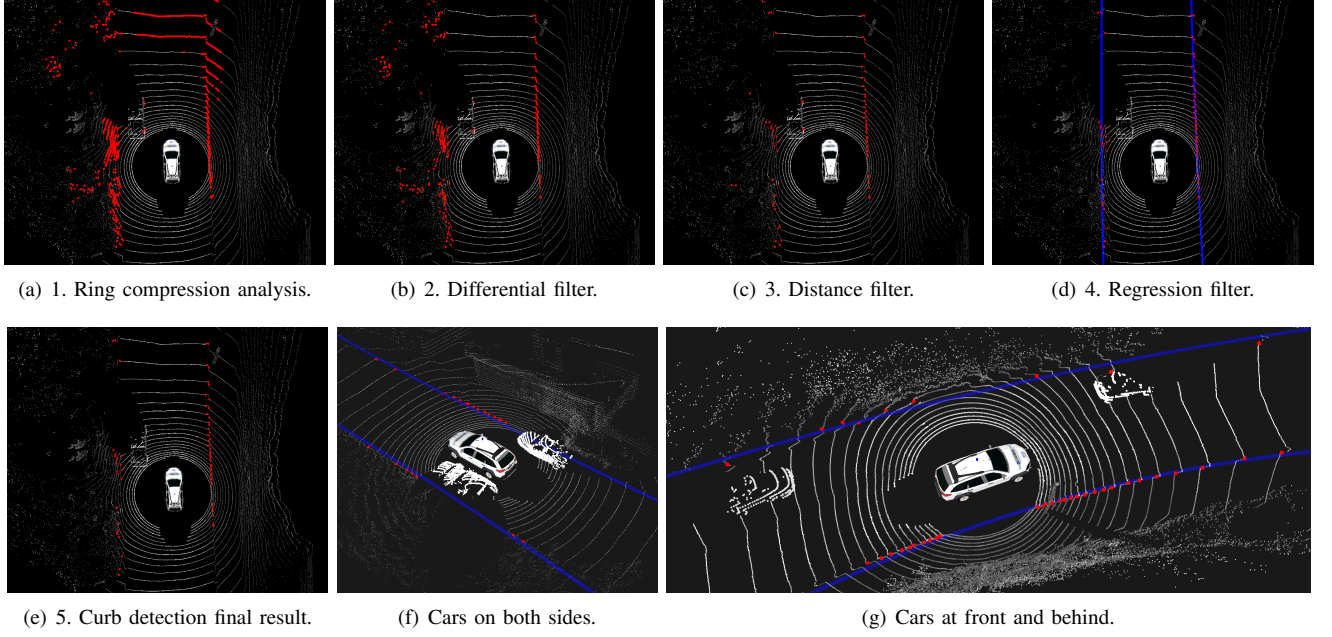 (a) 1. Ring compression analysis.
(b) 2. Differential filter.
(c) 3. Distance filter.
(d) 4. Regression filter.
(e) 5. Curb detection final result.
(f) Cars on both sides.
(g) Cars at front and behind.